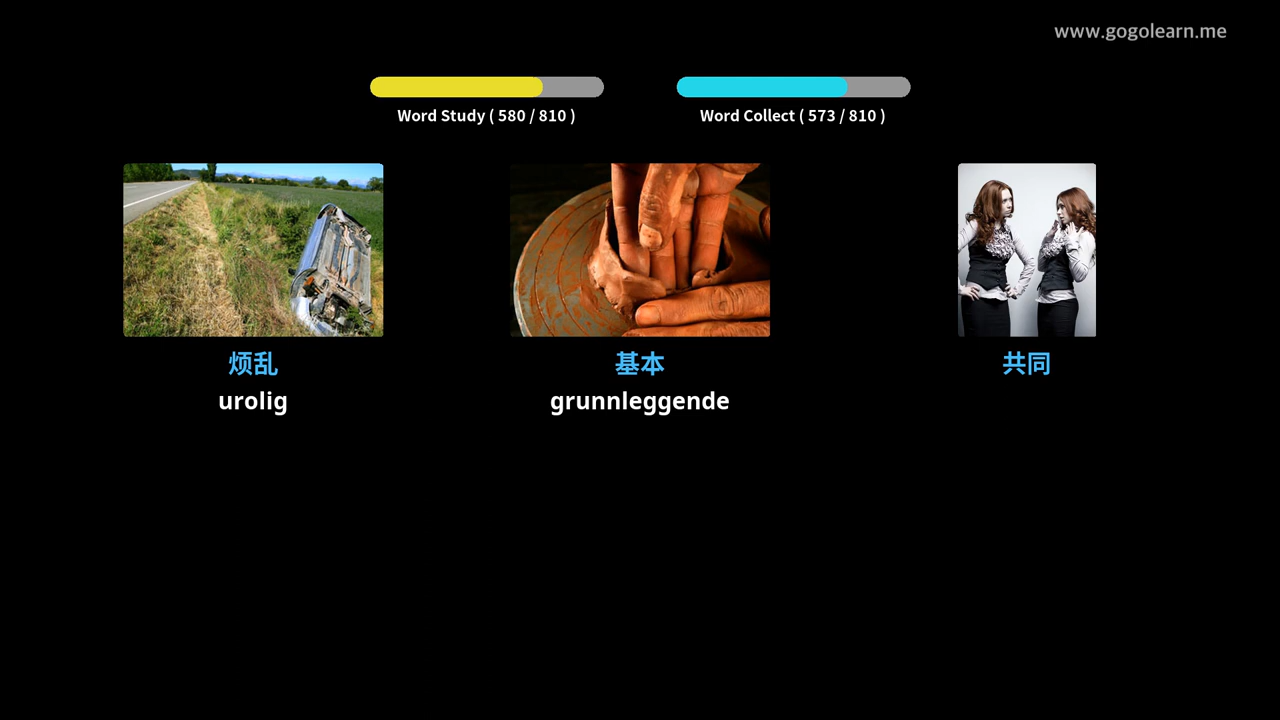 www.gogolearn.me
Word Study ( 580 / 810 )
Word Collect ( 573 / 810 )
烦乱
基本
共同
urolig
grunnleggende